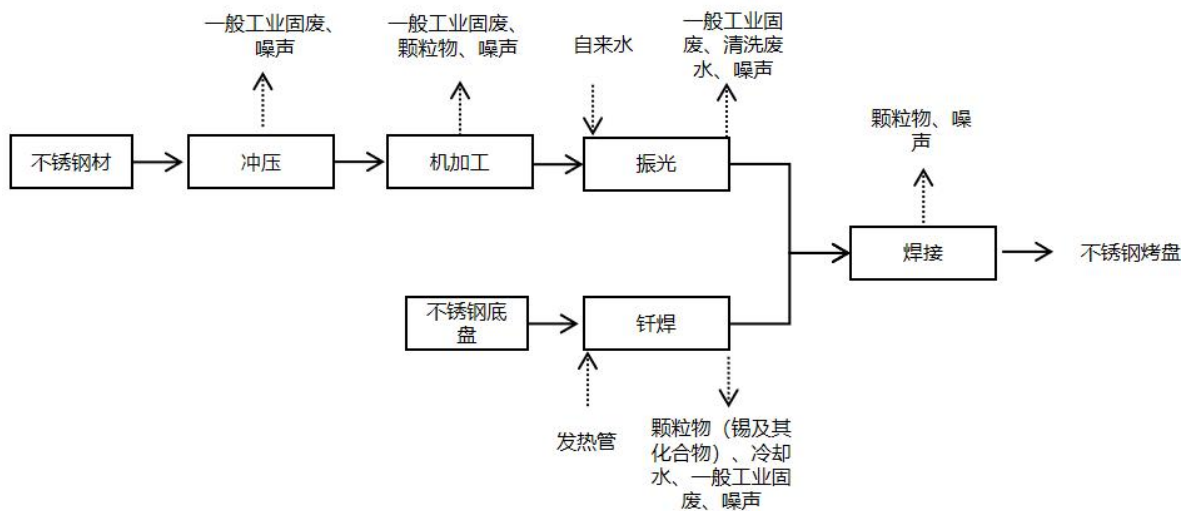 一般工业固废、
噪声
一般工业固废、
颗粒物、噪声
自来水
一般工业固
废、清洗废
水、噪声
不锈钢材
冲压
机加工
振光
颗粒物、噪
声
焊接
不锈钢烤盘
不锈钢底
盘
钎焊
发热管
颗粒物（锡及其
化合物）、冷却
水、一般工业固
废、噪声